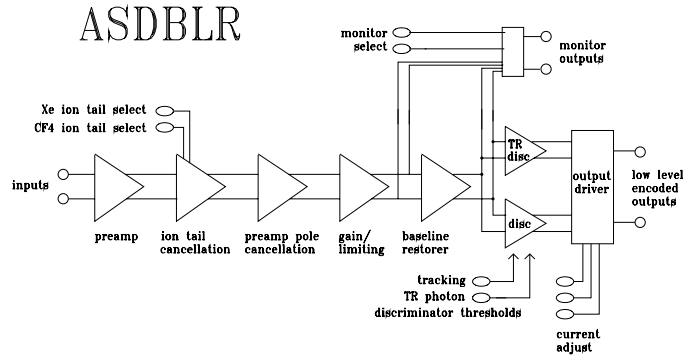 ASDBLR
monitor
select
monitor
outputs
Xe ion tail select
CF4 ion tail select
inputs
TR
disc
output
driver
low level
encoded
outputs
disc
preamp
ion tail
cancellation
preamp pole
cancellation
gain/
limiting
baseline
restorer
tracking
TR photon
discriminator thresholds
current
adjust